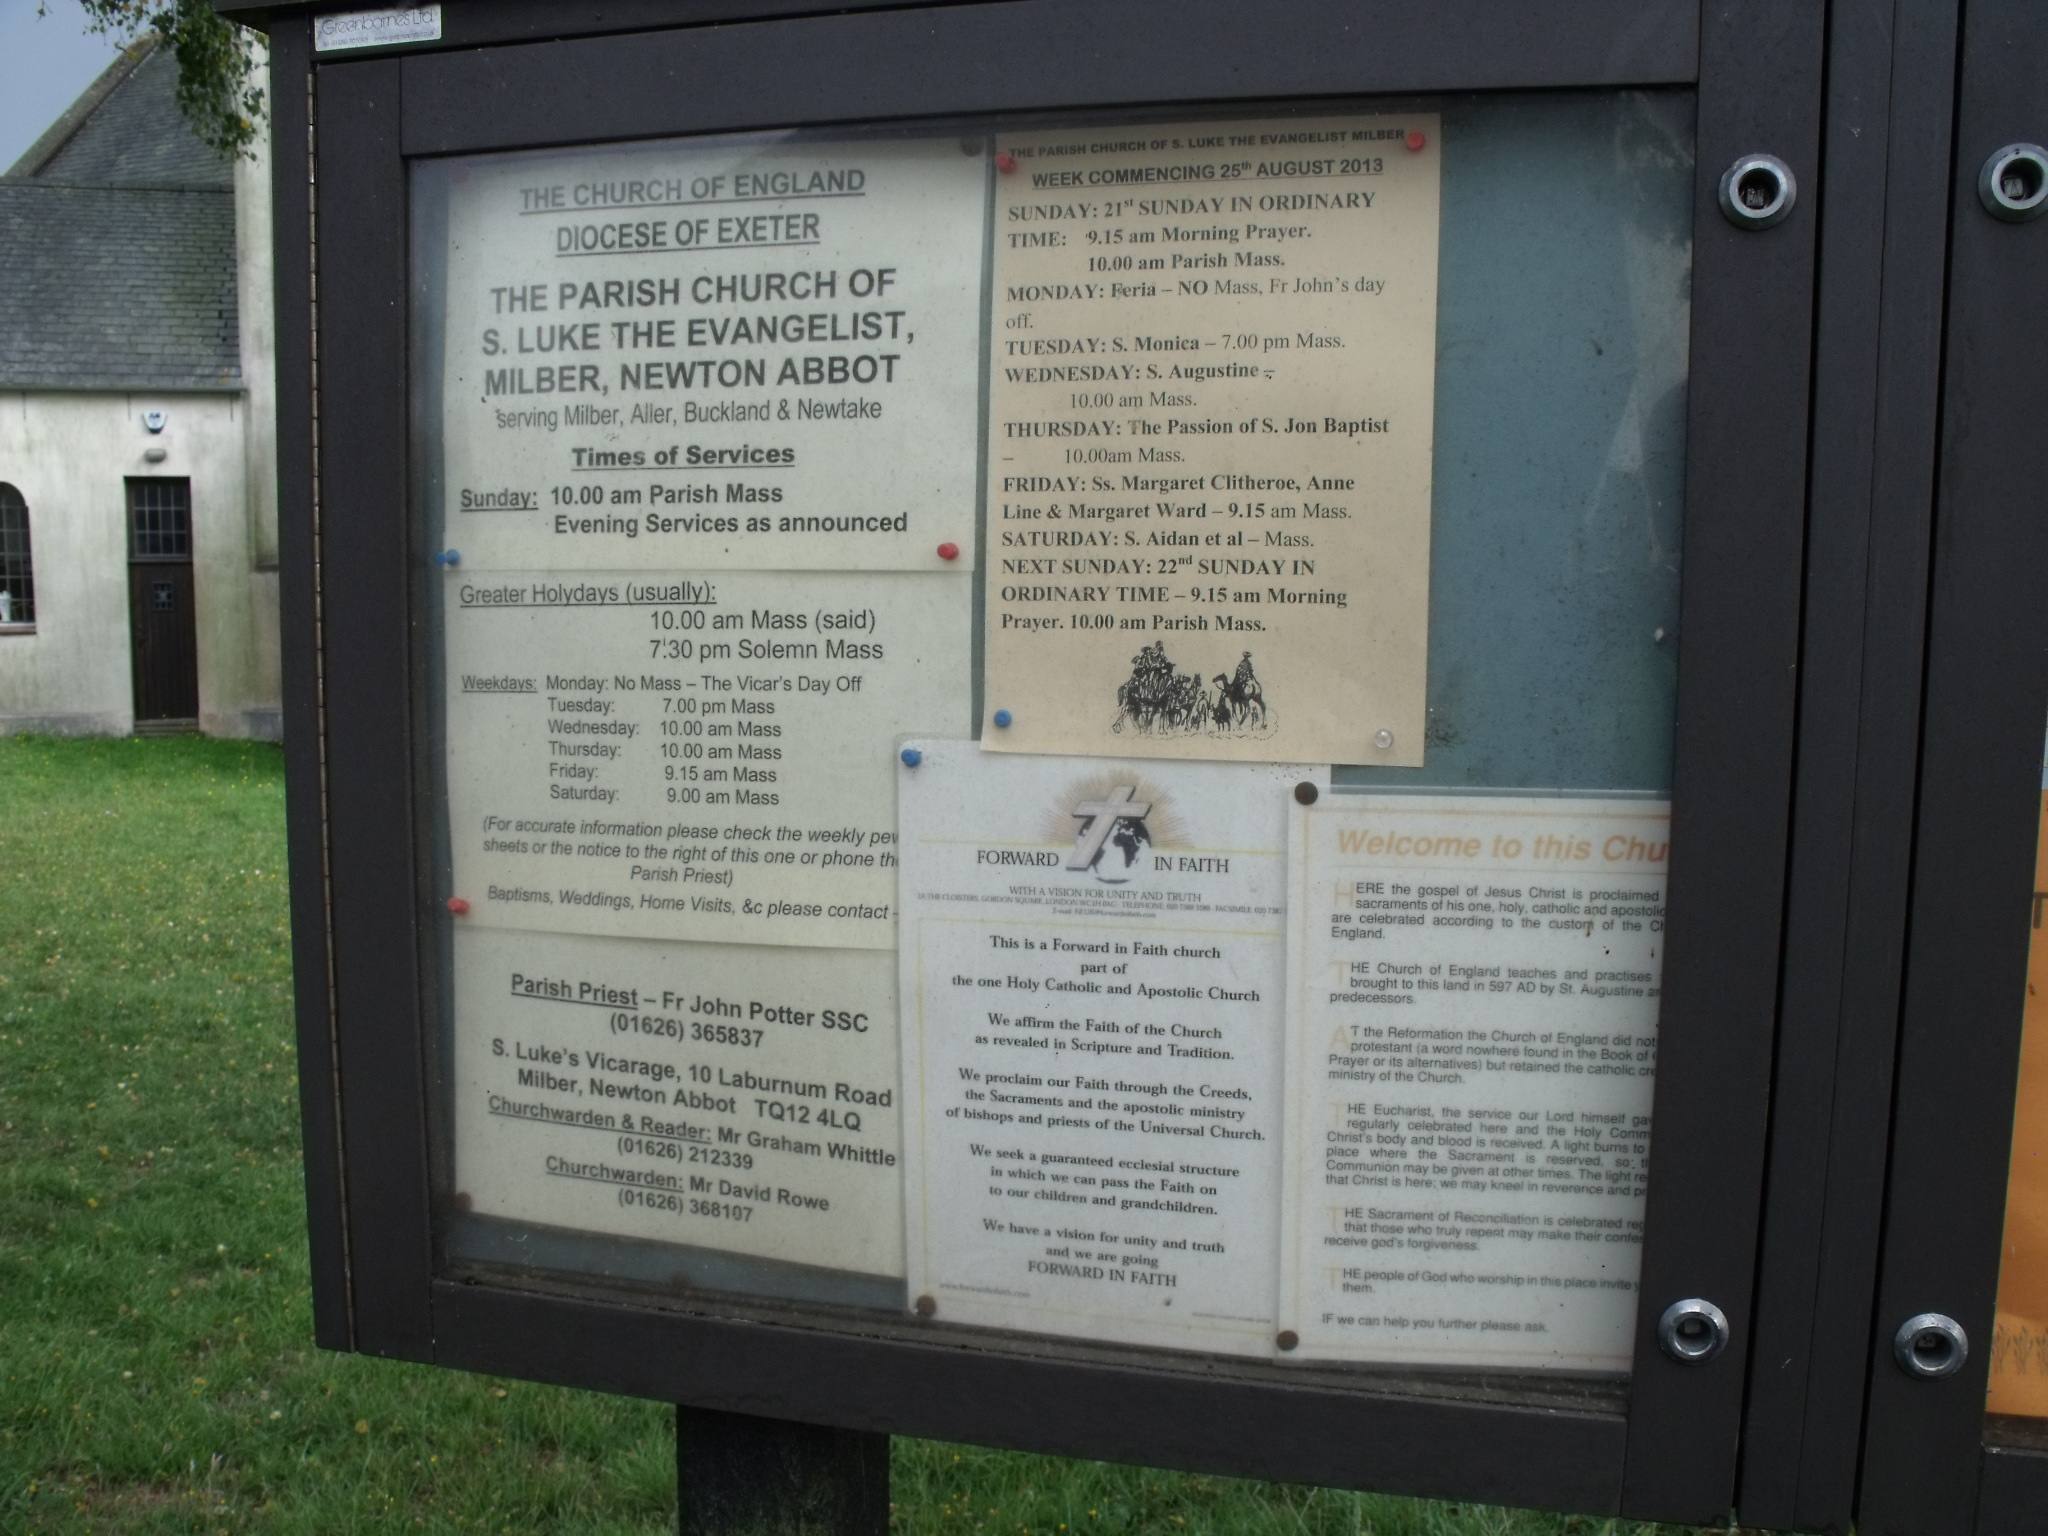 Greenbarnes Ltd.
THE CHURCH OF ENGLAND
DIOCESE OF EXETER
THE PARISH CHURCH OF
S. LUKE THE EVANGELIST,
MILBER, NEWTON ABBOT
serving Milber, Aller, Buckland & Newtake
Times of Services
Sunday: 10.00 am Parish Mass
Evening Services as announced
Greater Holydays (usually):
10.00 am Mass (said)
7:30 pm Solemn Mass
Weekdays: Monday: No Mass – The Vicar's Day Off
Tuesday: 7.00 pm Mass
Wednesday: 10.00 am Mass
Thursday: 10.00 am Mass
Friday: 9.15 am Mass
Saturday: 9.00 am Mass
(For accurate information please check the weekly pew
sheets or the notice to the right of this one or phone th
Parish Priest)
Baptisms, Weddings, Home Visits, &c please contact -
Parish Priest – Fr John Potter SSC
(01626) 365837
S. Luke's Vicarage, 10 Laburnum Road
Milber, Newton Abbot TQ12 4LQ
Churchwarden & Reader: Mr Graham Whittle
(01626) 212339
Churchwarden: Mr David Rowe
(01626) 368107
THE PARISH CHURCH OF S. LUKE THE EVANGELIST MILBER
WEEK COMMENCING 25th AUGUST 2013
SUNDAY: 21st SUNDAY IN ORDINARY
TIME: 9.15 am Morning Prayer.
10.00 am Parish Mass.
MONDAY: Feria – NO Mass, Fr John's day
off.
TUESDAY: S. Monica – 7.00 pm Mass.
WEDNESDAY: S. Augustine –
10.00 am Mass.
THURSDAY: The Passion of S. Jon Baptist
– 10.00am Mass.
FRIDAY: Ss. Margaret Clitheroe, Anne
Line & Margaret Ward – 9.15 am Mass.
SATURDAY: S. Aidan et al – Mass.
NEXT SUNDAY: 22nd SUNDAY IN
ORDINARY TIME – 9.15 am Morning
Prayer. 10.00 am Parish Mass.
FORWARD IN FAITH
WITH A VISION FOR UNITY AND TRUTH
THE CLOISTERS, GORDON SQUARE, LONDON
This is a Forward in Faith church
part of
the one Holy Catholic and Apostolic Church
We affirm the Faith of the Church
as revealed in Scripture and Tradition.
We proclaim our Faith through the Creeds,
the Sacraments and the apostolic ministry
of bishops and priests of the Universal Church.
We seek a guaranteed ecclesial structure
in which we can pass the Faith on
to our children and grandchildren.
We have a vision for unity and truth
and we are going
FORWARD IN FAITH
Welcome to this Chu
HERE the gospel of Jesus Christ is proclaimed
sacraments of his one, holy, catholic and apostolic
are celebrated according to the custom of the Ch
England.
THE Church of England teaches and practises
brought to this land in 597 AD by St. Augustine an
predecessors.
AT the Reformation the Church of England did not
protestant (a word nowhere found in the Book of
Prayer or its alternatives) but retained the catholic cre
ministry of the Church.
THE Eucharist, the service our Lord himself gav
regularly celebrated here and the Holy Comm
Christ's body and blood is received. A light burns to
place where the Sacrament is reserved, so th
Communion may be given at other times. The light re
that Christ is here: we may kneel in reverence and pr
THE Sacrament of Reconciliation is celebrated reg
that those who truly repent may make their confes
receive god's forgiveness.
THE people of God who worship in this place invite y
them.
IF we can help you further please ask.